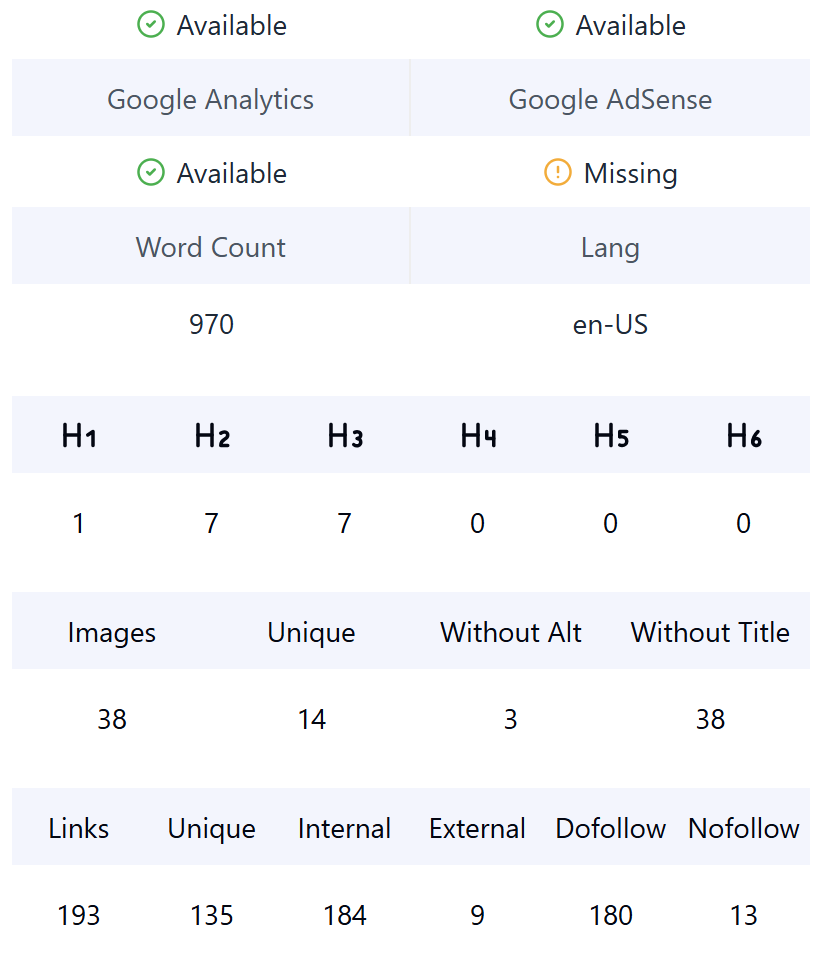 Available Available
Google Analytics Google AdSense
Available Missing
Word Count Lang
970 en-US
H1 H2 H3 H4 H5 H6
1 7 7 0 0 0
Images Unique Without Alt Without Title
38 14 3 38
Links Unique Internal External Dofollow Nofollow
193 135 184 9 180 13